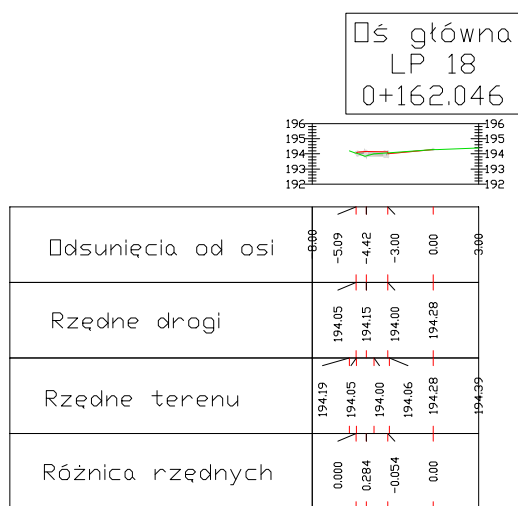 Oś główna
LP 18
0+162.046
196 196
195 195
194 194
193 193
192 192
Odsunięcia od osi 8.00 -5.09 -4.42 -3.00 0.00 3.00
Rzędne drogi 194.05 194.15 194.00 194.28
Rzędne terenu 194.19 194.05 194.00 194.06 194.28 194.39
Różnica rzędnych 0.000 0.284 -0.054 0.00